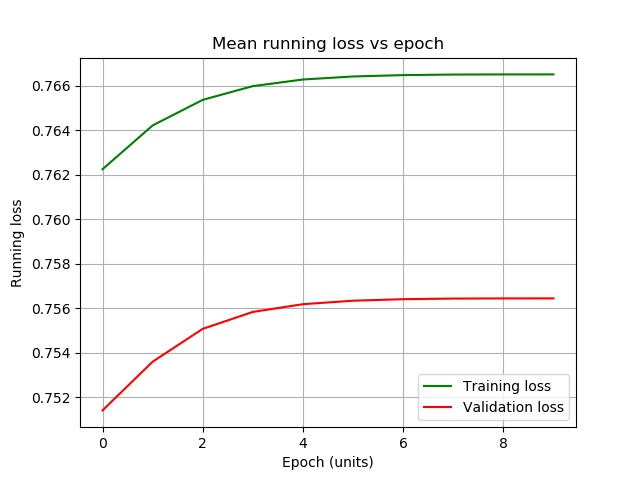 Mean running loss vs epoch
0.766
0.764
0.762
0.760
0.758
0.756
0.754
0.752
Running loss
Training loss
Validation loss
0 2 4 6 8
Epoch (units)